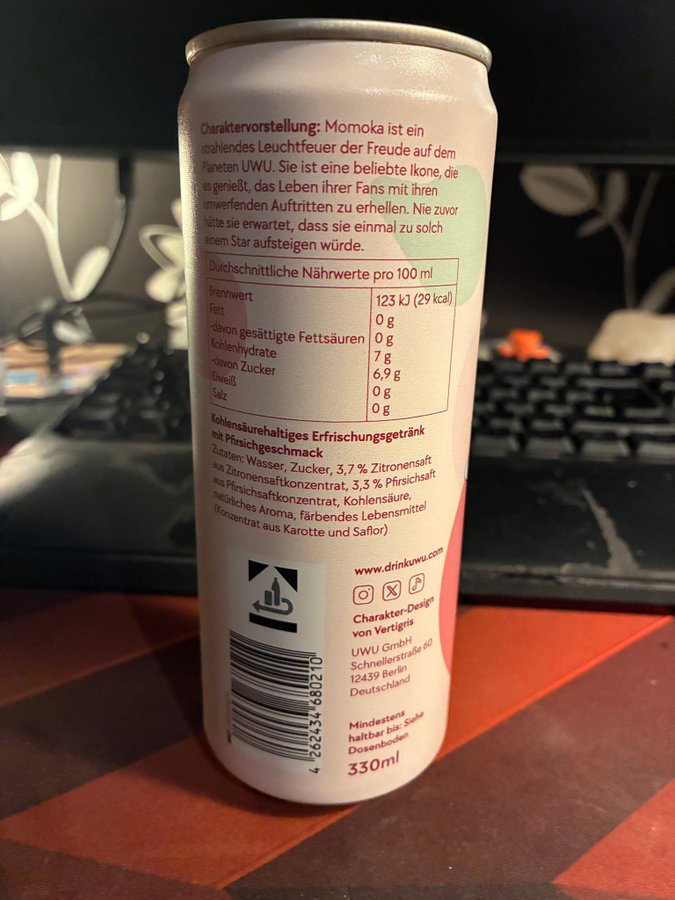 Charaktervorstellung: Momoka ist ein
strahlendes Leuchtfeuer der Freude auf dem
Planeten UWU. Sie ist eine beliebte Ikone, die
es genießt, das Leben ihrer Fans mit ihren
umwerfenden Auftritten zu erhellen. Nie zuvor
hätte sie erwartet, dass sie einmal zu solch
einem Star aufsteigen würde.
Durchschnittliche Nährwerte pro 100 ml
Brennwert 123 kJ (29 kcal)
Fett 0 g
-davon gesättigte Fettsäuren 0 g
Kohlenhydrate 7 g
-davon Zucker 6,9 g
Eiweiß 0 g
Salz 0 g
Kohlensäurehaltiges Erfrischungsgetränk
mit Pfirsichgeschmack
Zutaten: Wasser, Zucker, 3,7 % Zitronensaft
aus Zitronensaftkonzentrat, 3,3 % Pfirsichsaft
aus Pfirsichsaftkonzentrat, Kohlensäure,
natürliches Aroma, färbendes Lebensmittel
(Konzentrat aus Karotte und Saflor)
www.drinkuwu.com
Charakter-Design
von Vertigris
UWU GmbH
Schnellerstraße 60
12439 Berlin
Deutschland
Mindestens
haltbar bis: Siehe
Dosenboden
330ml
4 262434 680210